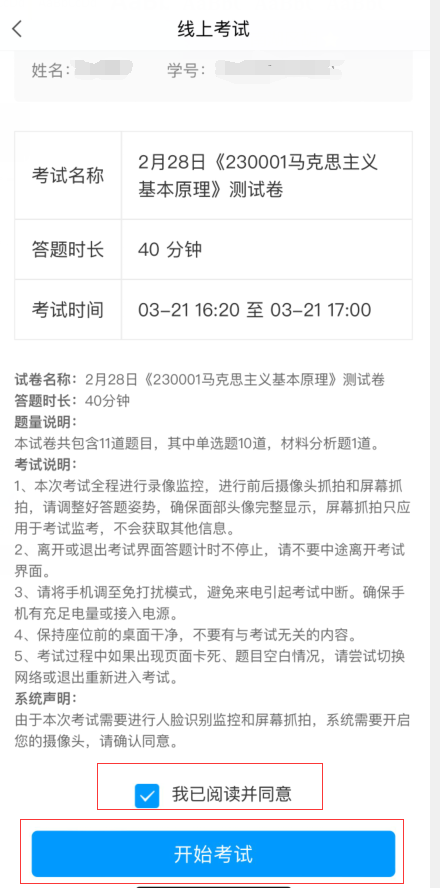 线上考试
姓名： 学号：
考试名称 2月28日《230001马克思主义
基本原理》测试卷
答题时长 40 分钟
考试时间 03-21 16:20 至 03-21 17:00
试卷名称：2月28日《230001马克思主义基本原理》测试卷
答题时长：40分钟
题量说明：
本试卷共包含11道题目，其中单选题10道，材料分析题1道。
考试说明：
1、本次考试全程进行录像监控，进行前后摄像头抓拍和屏幕抓
拍，请调整好答题姿势，确保面部头像完整显示，屏幕抓拍只应
用于考试监考，不会获取其他信息。
2、离开或退出考试界面答题计时不停止，请不要中途离开考试
界面。
3、请将手机调至免打扰模式，避免来电引起考试中断。确保手
机有充足电量或接入电源。
4、保持座位前的桌面干净，不要有与考试无关的内容。
5、考试过程中如果出现页面卡死、题目空白情况，请尝试切换
网络或退出重新进入考试。
系统声明：
由于本次考试需要进行人脸识别监控和屏幕抓拍，系统需要开启
您的摄像头，请确认同意。
我已阅读并同意
开始考试